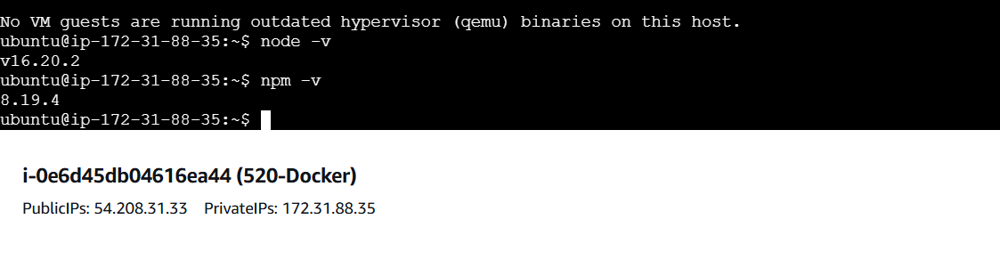 No VM guests are running outdated hypervisor (qemu) binaries on this host.
ubuntu@ip-172-31-88-35:~$ node -v
v16.20.2
ubuntu@ip-172-31-88-35:~$ npm -v
8.19.4
ubuntu@ip-172-31-88-35:~$
i-0e6d45db04616ea44 (520-Docker)
PublicIPs: 54.208.31.33 PrivateIPs: 172.31.88.35